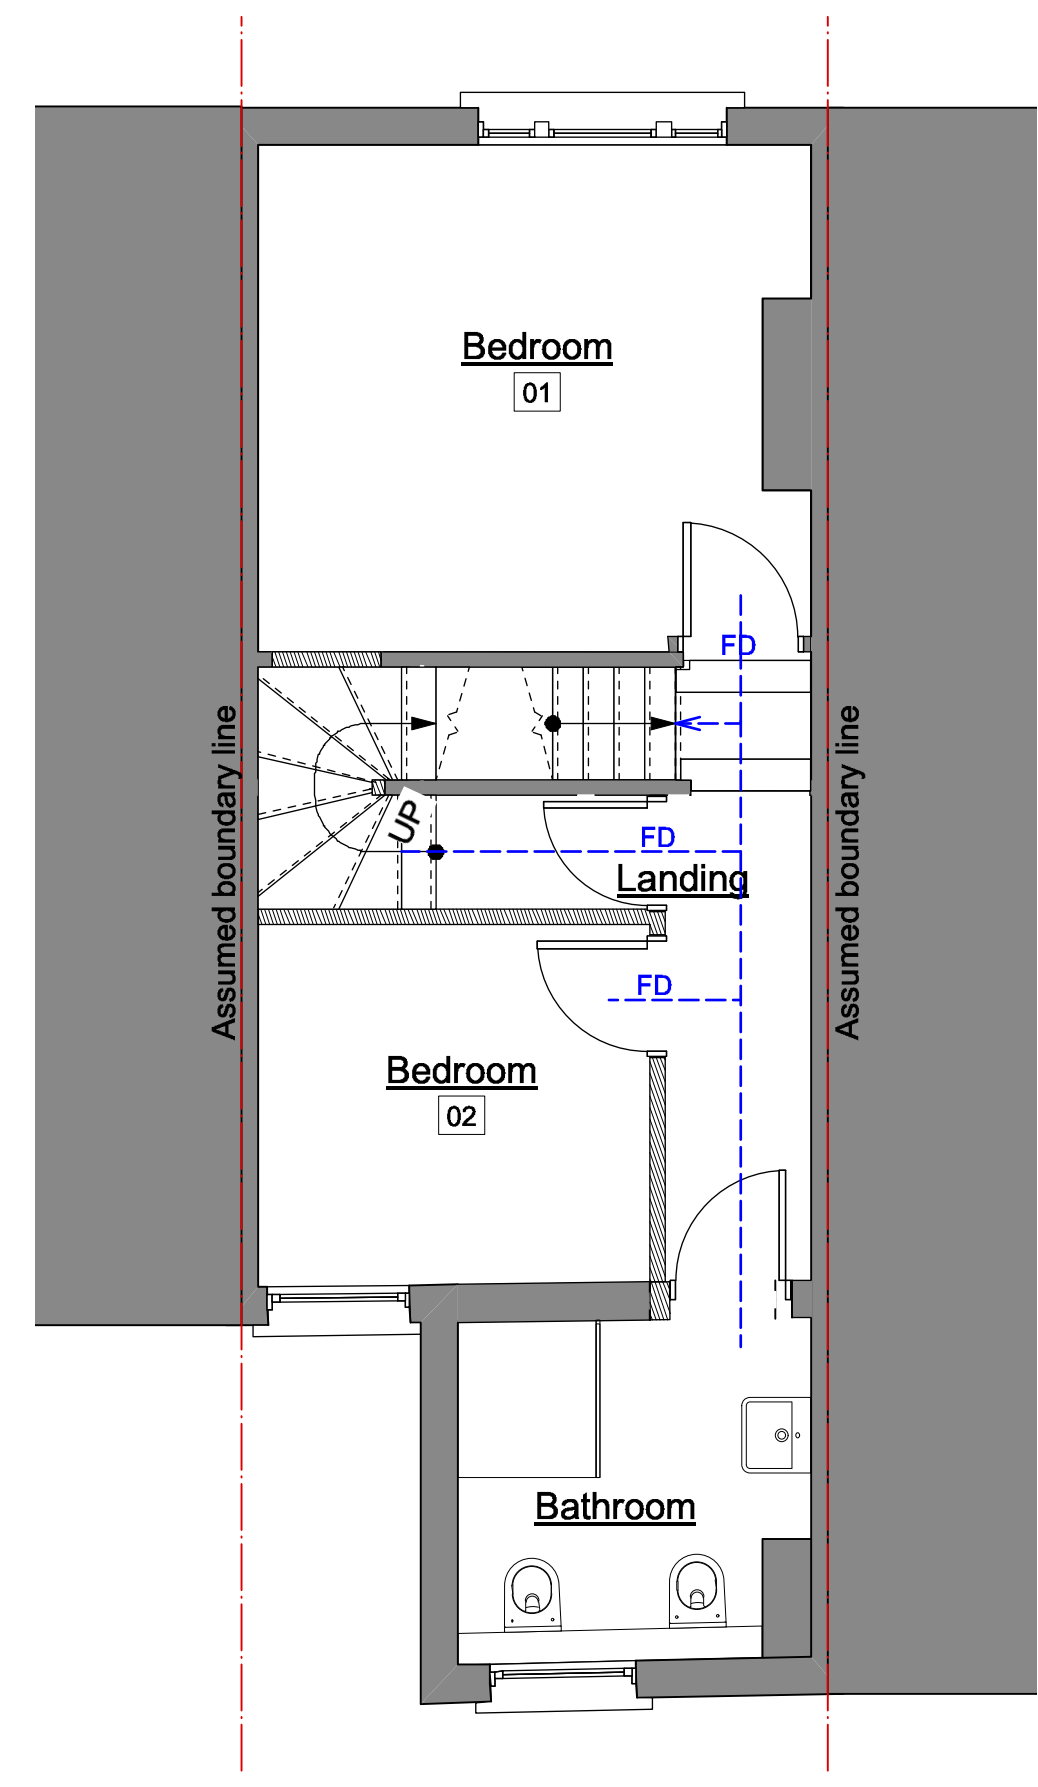 Bedroom
01
FD
Assumed boundary line
Assumed boundary line
UP
FD
Landing
FD
Bedroom
02
Bathroom